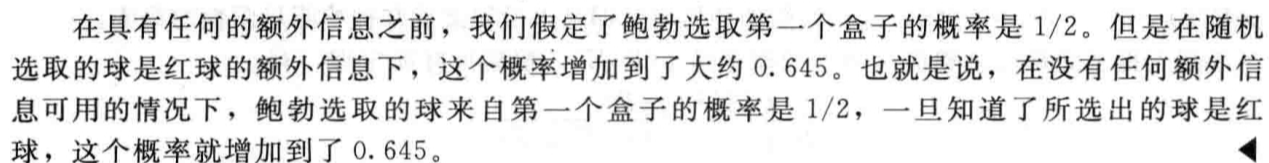 在具有任何的额外信息之前，我们假定了鲍勃选取第一个盒子的概率是 1/2。但是在随机
选取的球是红球的额外信息下，这个概率增加到了大约 0.645。也就是说，在没有任何额外信
息可用的情况下，鲍勃选取的球来自第一个盒子的概率是 1/2，一旦知道了所选出的球是红
球，这个概率就增加到了 0.645。 ◀